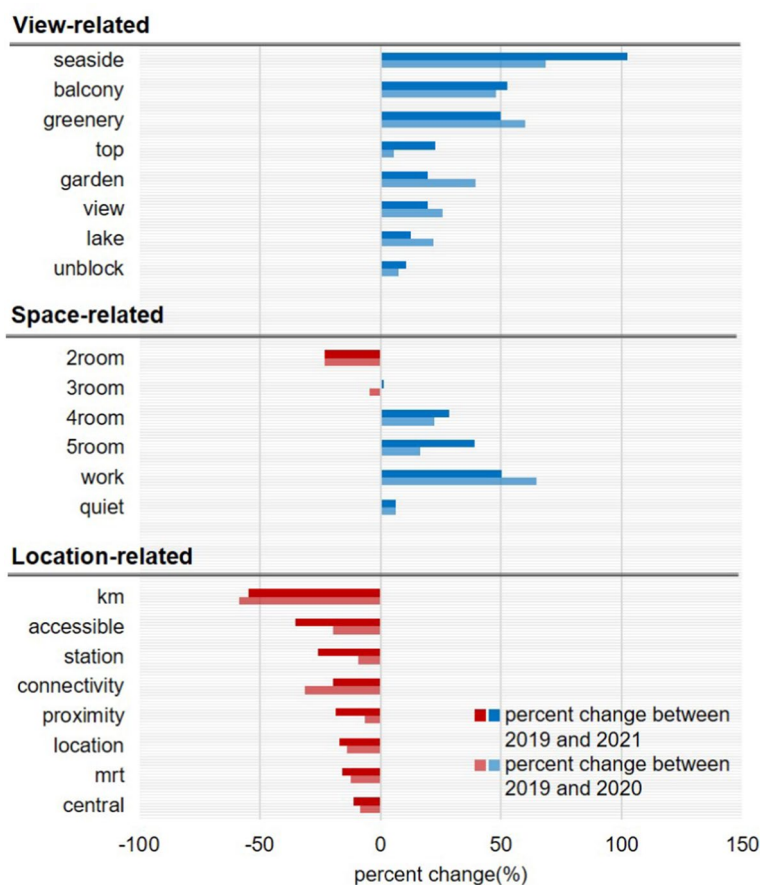 View-related
seaside
balcony
greenery
top
garden
view
lake
unblock
Space-related
2room
3room
4room
5room
work
quiet
Location-related
km
accessible
station
connectivity
proximity
location
mrt
central
percent change between
2019 and 2021
percent change between
2019 and 2020
-100 -50 0 50 100 150
percent change(%)